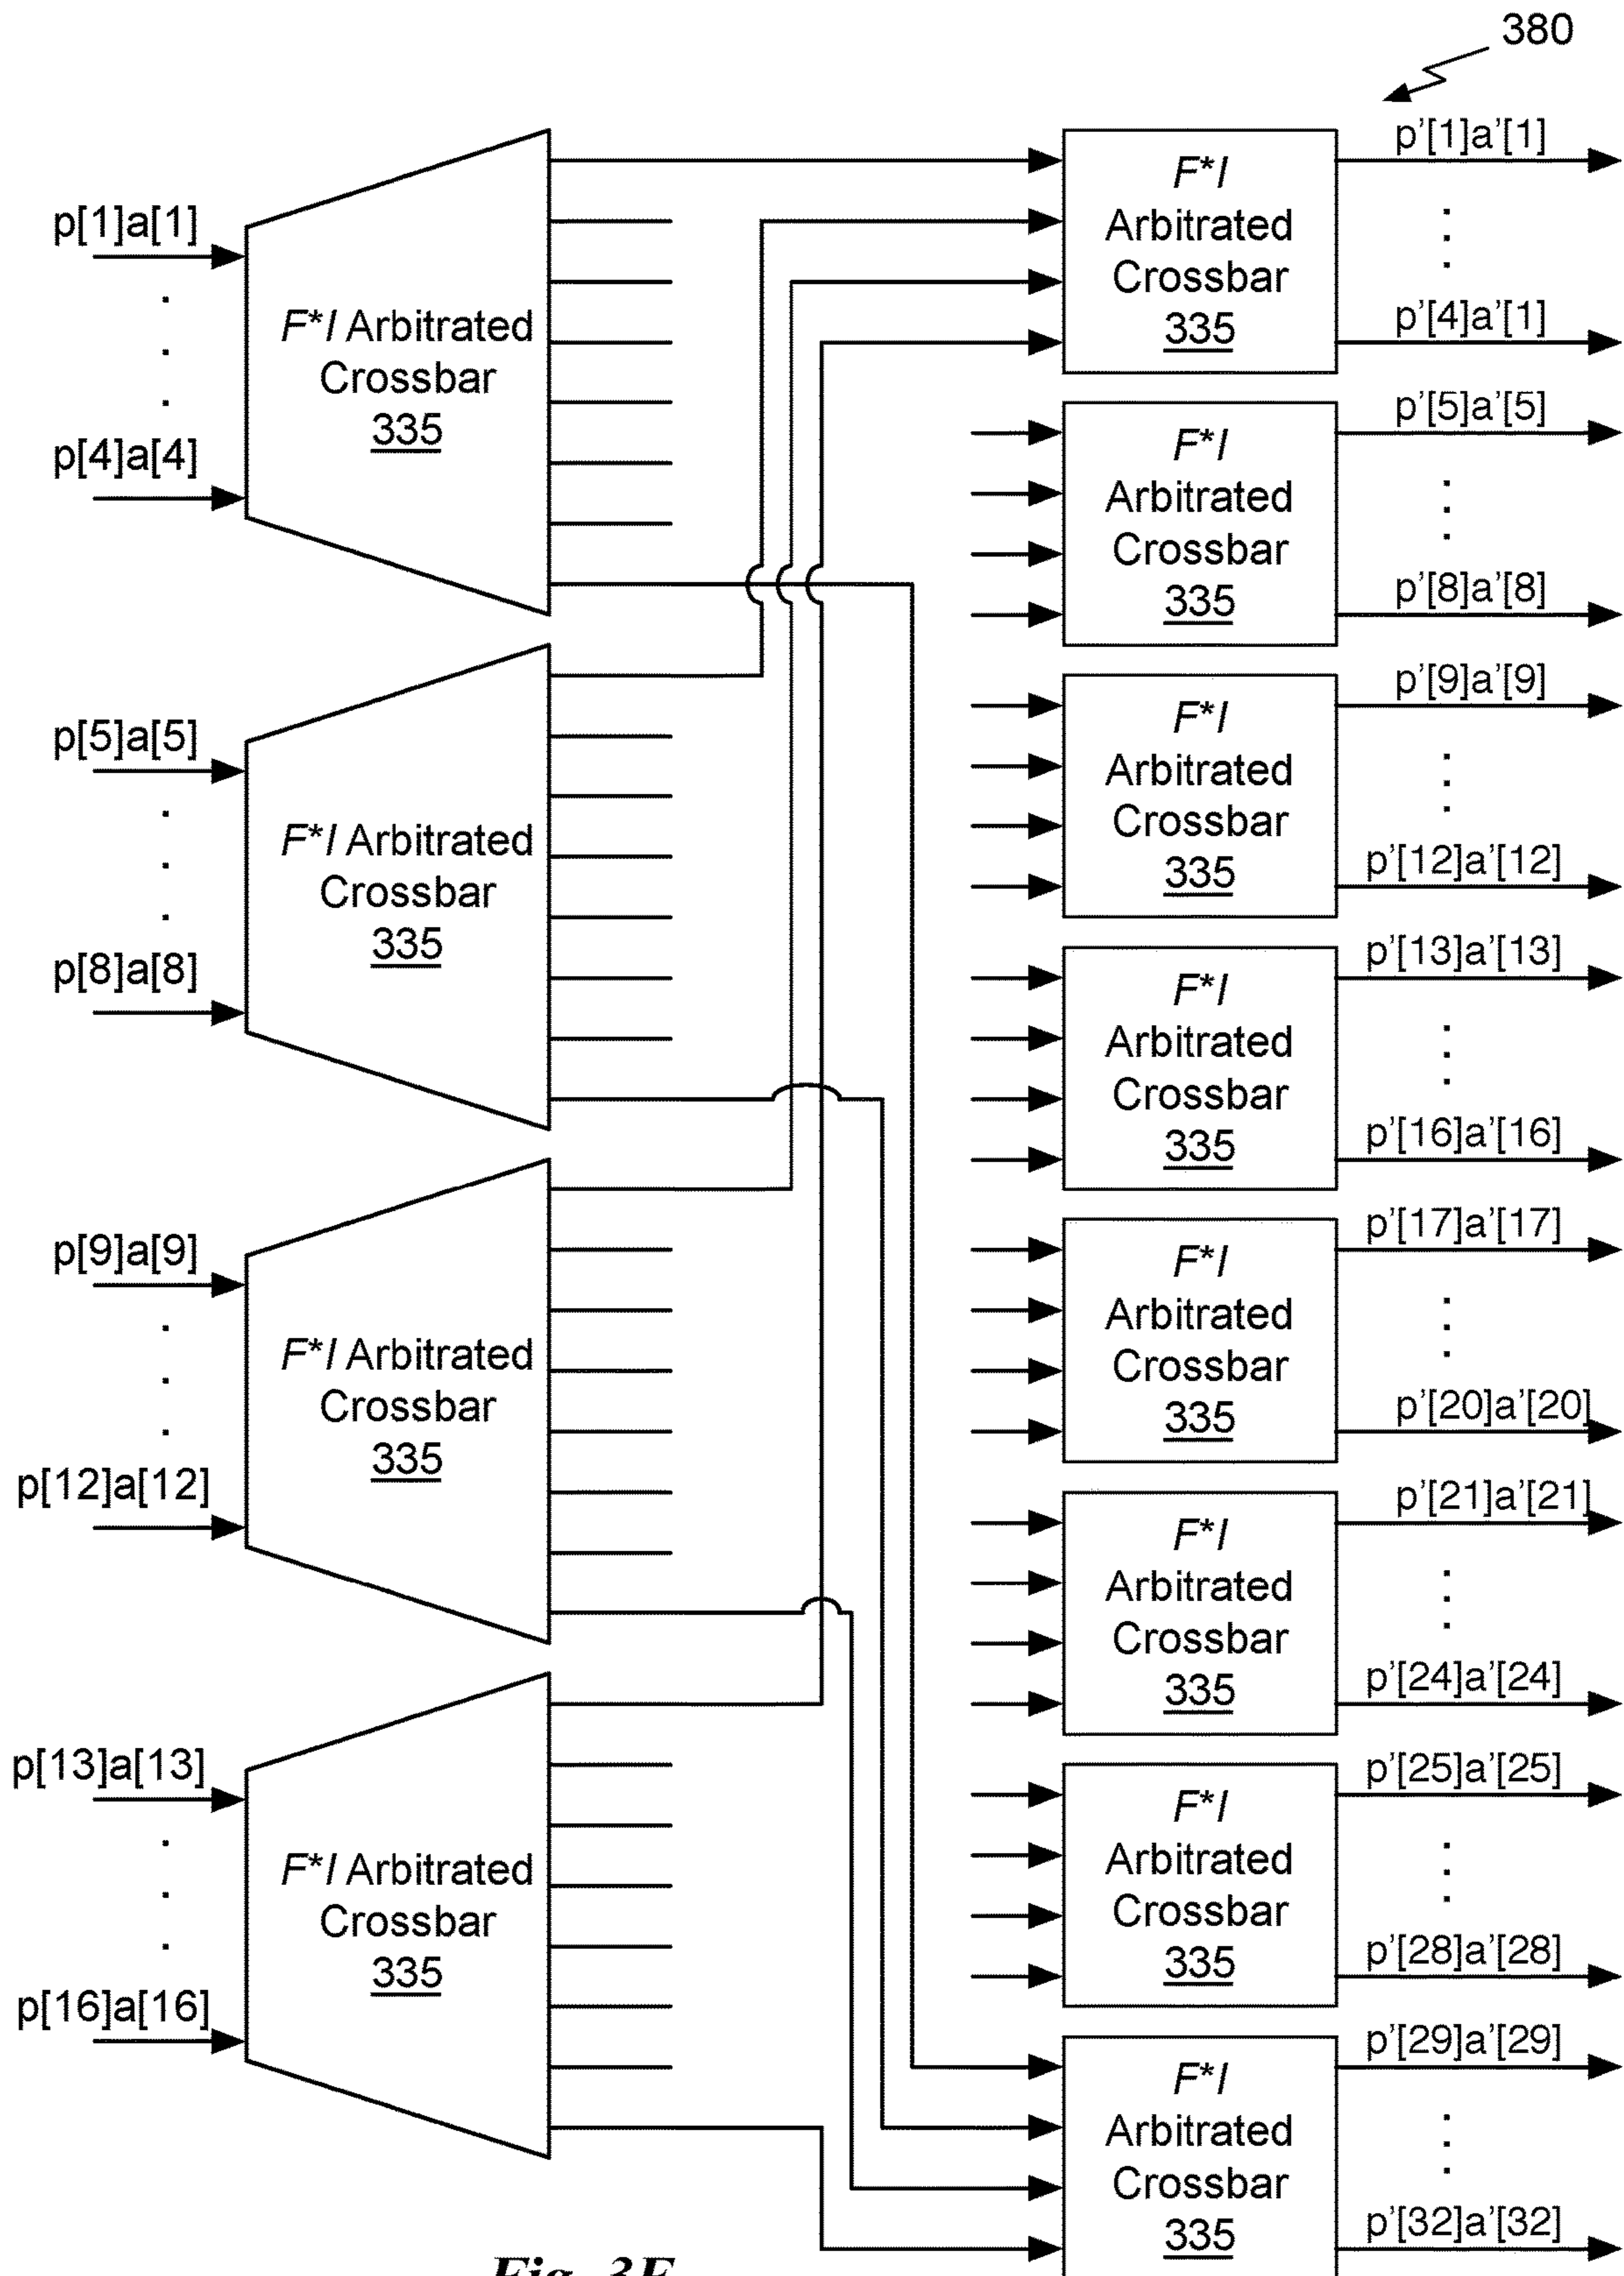 380
p[1]a[1]
F*I Arbitrated
Crossbar
335
p[4]a[4]
p[5]a[5]
F*I Arbitrated
Crossbar
335
p[8]a[8]
p[9]a[9]
F*I Arbitrated
Crossbar
335
p[12]a[12]
p[13]a[13]
F*I Arbitrated
Crossbar
335
p[16]a[16]
F*I
Arbitrated
Crossbar
335
p'[1]a'[1]
p'[4]a'[1]
F*I
Arbitrated
Crossbar
335
p'[5]a'[5]
p'[8]a'[8]
F*I
Arbitrated
Crossbar
335
p'[9]a'[9]
p'[12]a'[12]
F*I
Arbitrated
Crossbar
335
p'[13]a'[13]
p'[16]a'[16]
F*I
Arbitrated
Crossbar
335
p'[17]a'[17]
p'[20]a'[20]
F*I
Arbitrated
Crossbar
335
p'[21]a'[21]
p'[24]a'[24]
F*I
Arbitrated
Crossbar
335
p'[25]a'[25]
p'[28]a'[28]
F*I
Arbitrated
Crossbar
335
p'[29]a'[29]
p'[32]a'[32]
Fig.